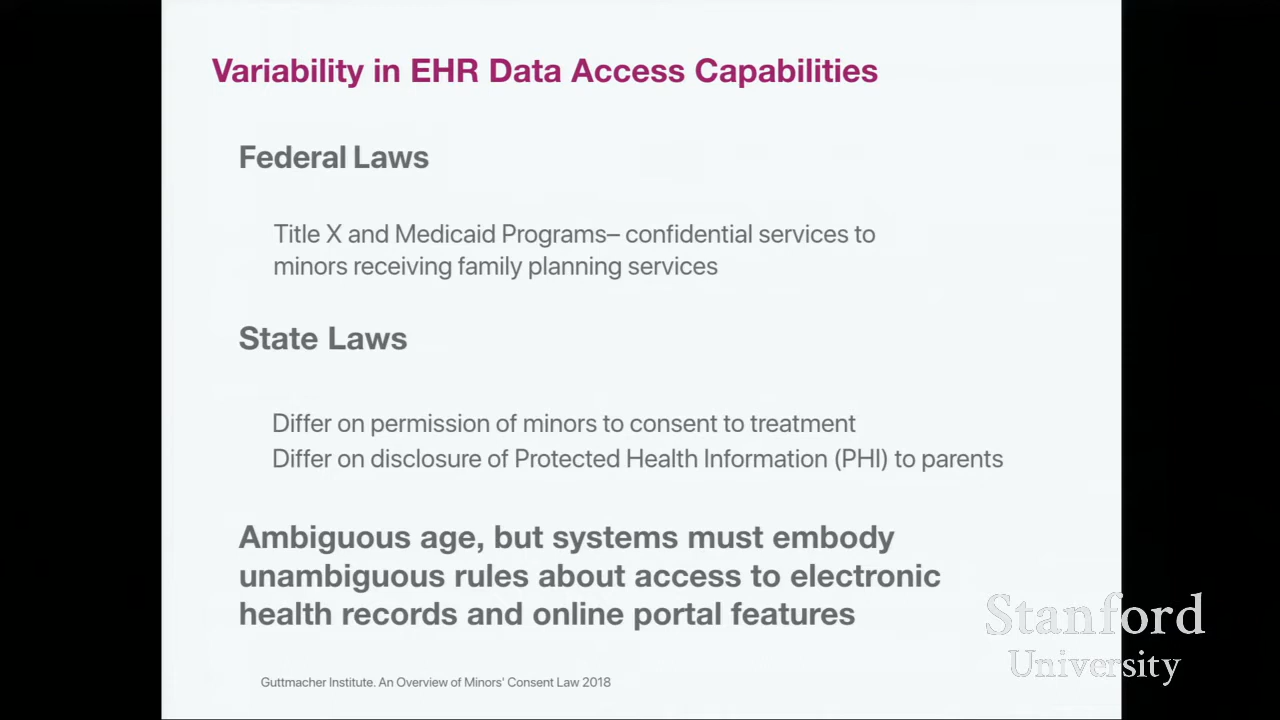 Variability in EHR Data Access Capabilities
Federal Laws
Title X and Medicaid Programs– confidential services to
minors receiving family planning services
State Laws
Differ on permission of minors to consent to treatment
Differ on disclosure of Protected Health Information (PHI) to parents
Ambiguous age, but systems must embody
unambiguous rules about access to electronic
health records and online portal features
Stanford
University
Guttmacher Institute. An Overview of Minors' Consent Law 2018